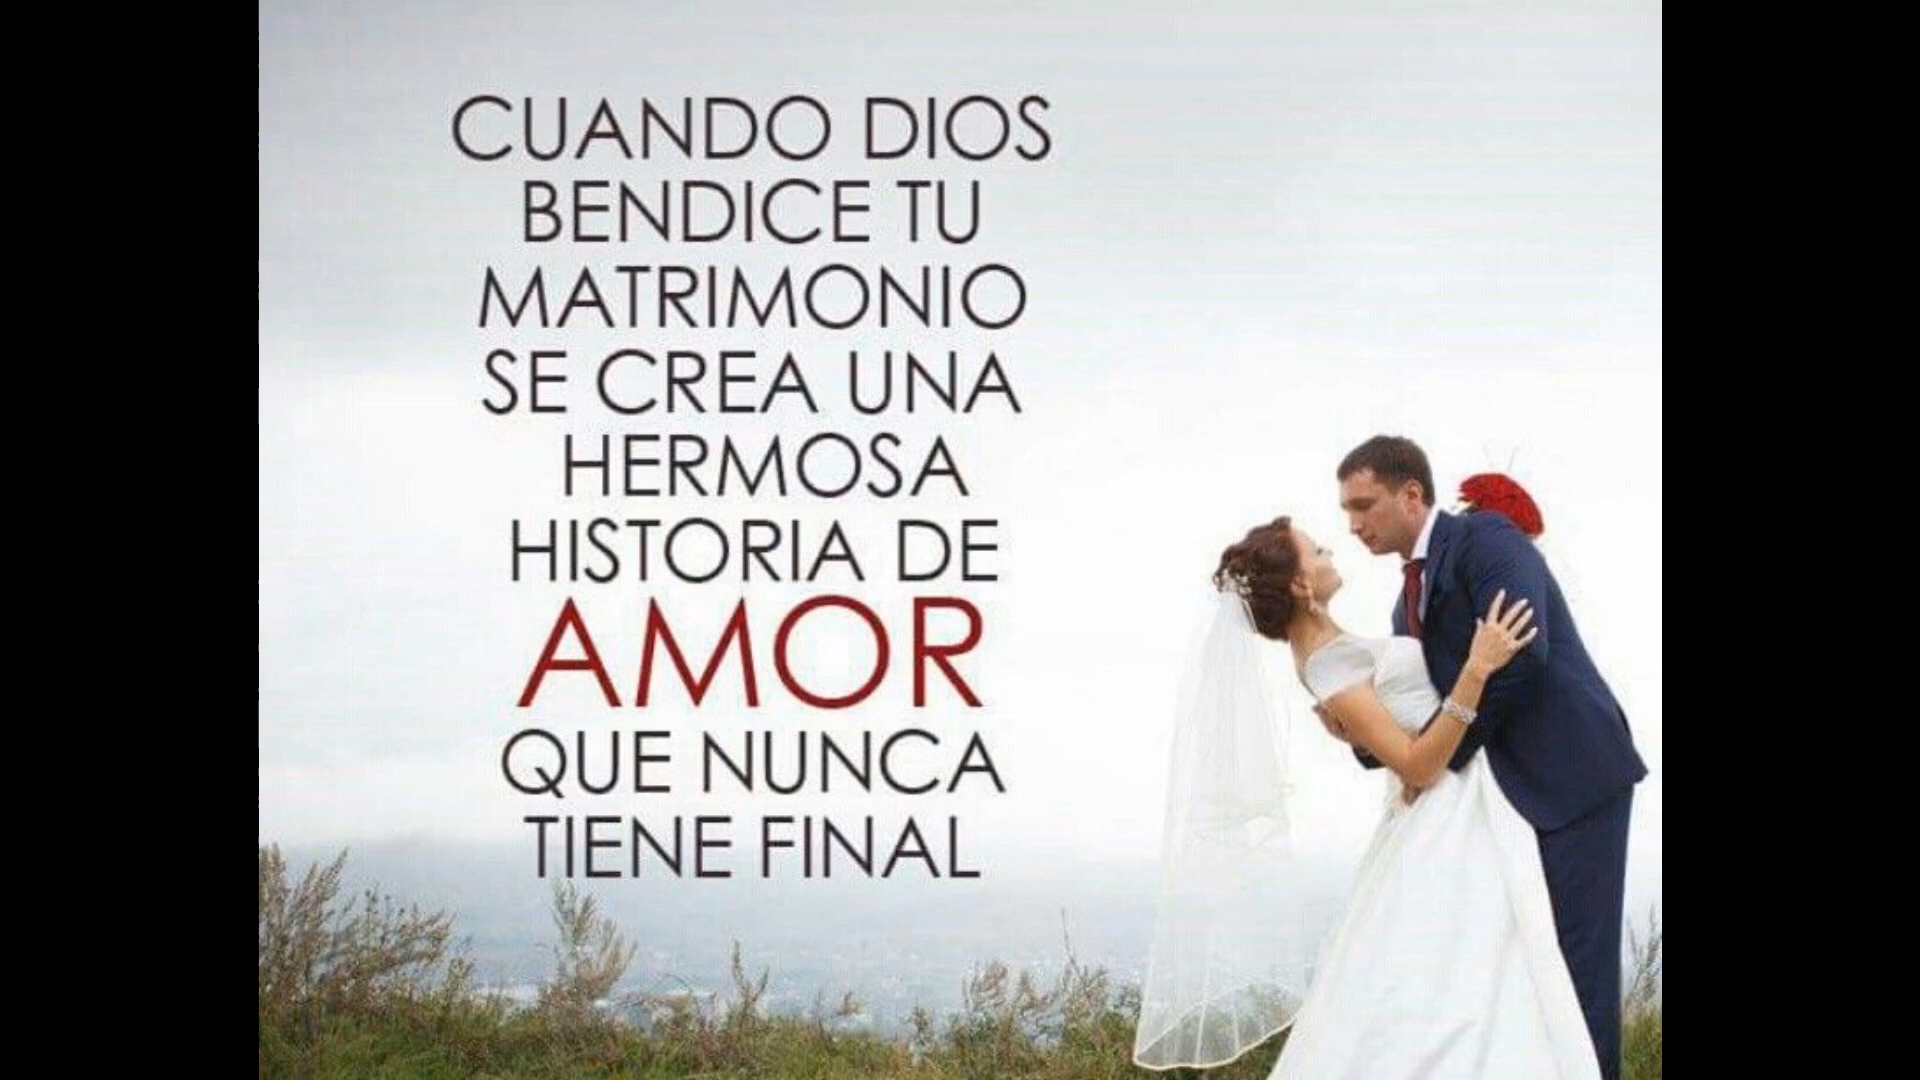 CUANDO DIOS
BENDICE TU
MATRIMONIO
SE CREA UNA
HERMOSA
HISTORIA DE
AMOR
QUE NUNCA
TIENE FINAL